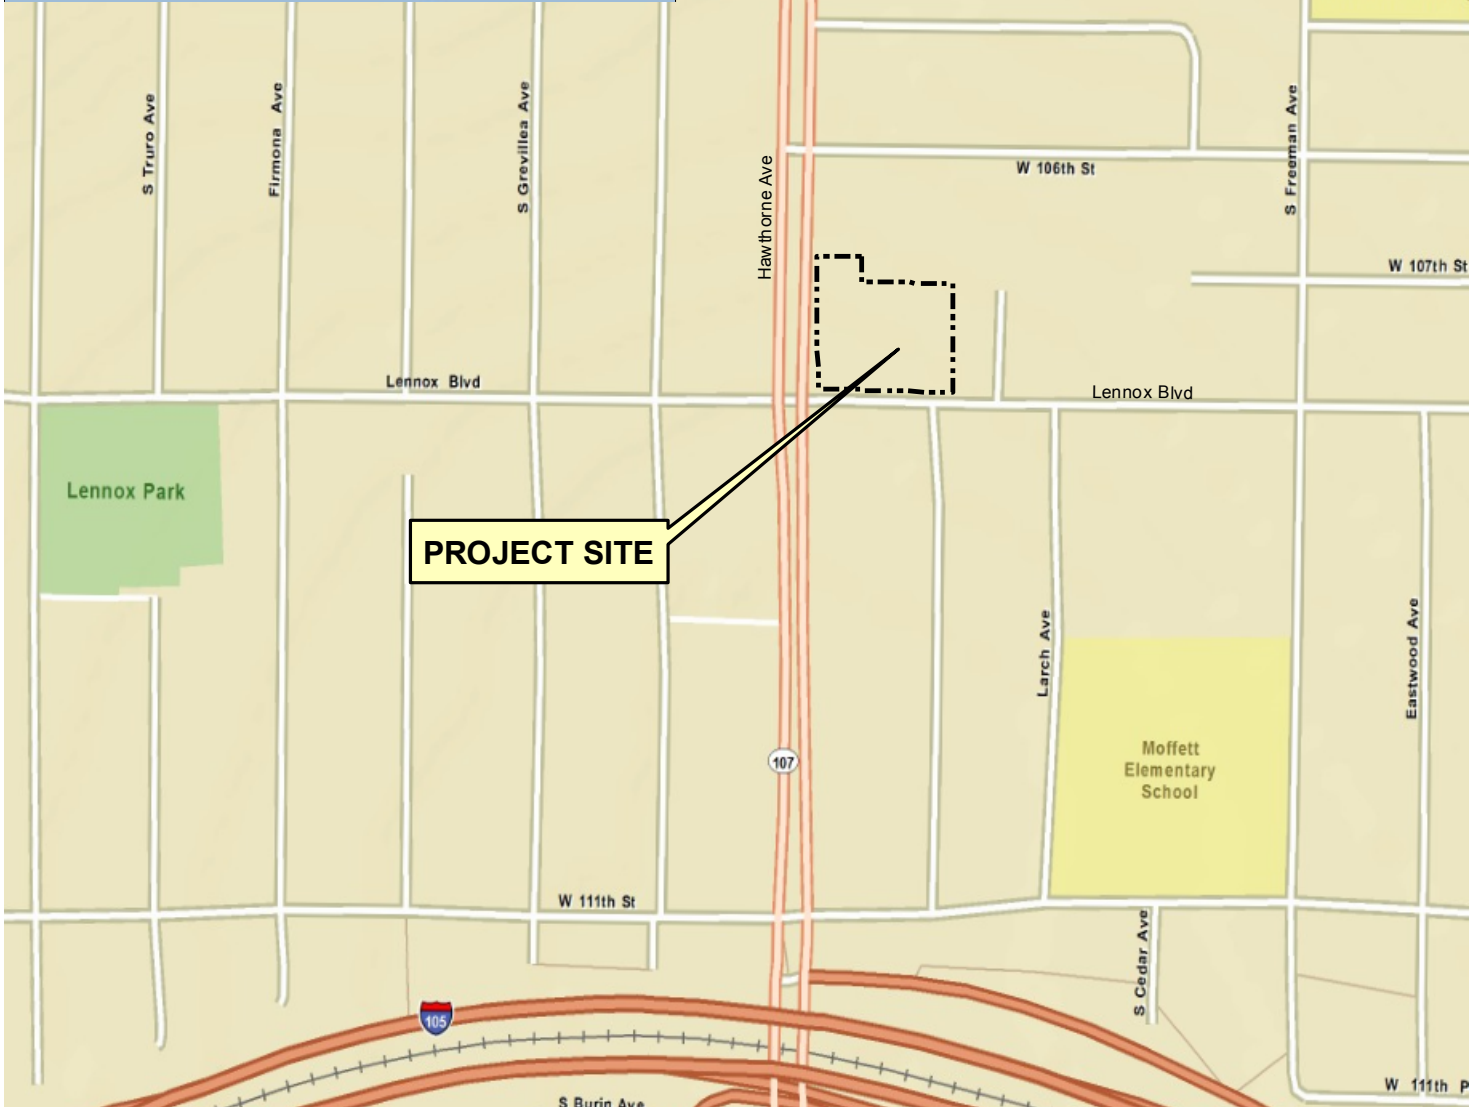 S Truro Ave
Firmona Ave
S Grevillea Ave
Hawthorne Ave
W 106th St
S Freeman Ave
W 107th St
Lennox Blvd
Lennox Blvd
Lennox Park
PROJECT SITE
Larch Ave
Eastwood Ave
Moffett
Elementary
School
107
W 111th St
S Cedar Ave
105
W 111th P
S Burin Ave